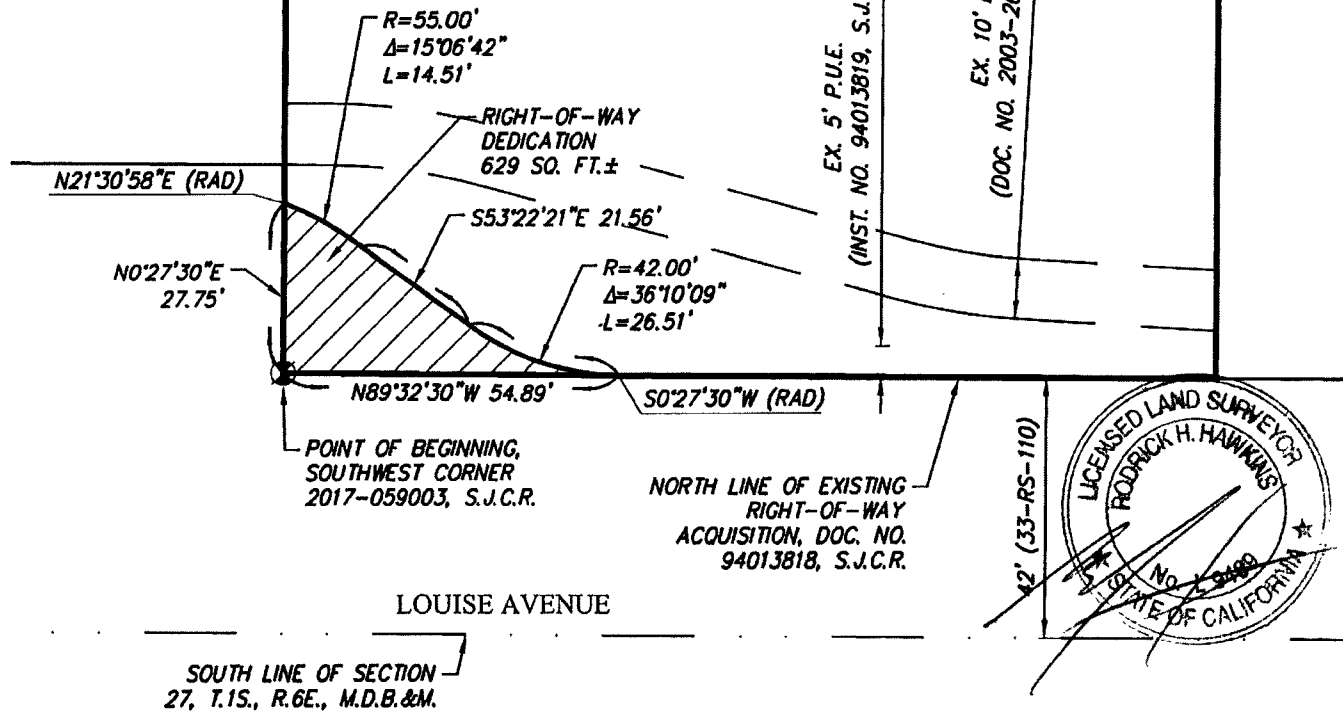 R=55.00'
Δ=15°06'42"
L=14.51'
RIGHT-OF-WAY
DEDICATION
629 SQ. FT.±
N21°30'58"E (RAD)
S53°22'21"E 21.56'
N0°27'30"E
27.75'
R=42.00'
Δ=36°10'09"
L=26.51'
EX. 5' P.U.E.
(INST. NO. 94013819, S.J.
EX. 10'
(DOC. NO. 2003-26
N89°32'30"W 54.89'
S0°27'30"W (RAD)
POINT OF BEGINNING,
SOUTHWEST CORNER
2017-059003, S.J.C.R.
NORTH LINE OF EXISTING
RIGHT-OF-WAY
ACQUISITION, DOC. NO.
94013818, S.J.C.R.
42' (33-RS-110)
LICENSED LAND SURVEYOR
RODRICK H. HAWKINS
No. L 9489
STATE OF CALIFORNIA
LOUISE AVENUE
SOUTH LINE OF SECTION
27, T.1S., R.6E., M.D.B.&M.